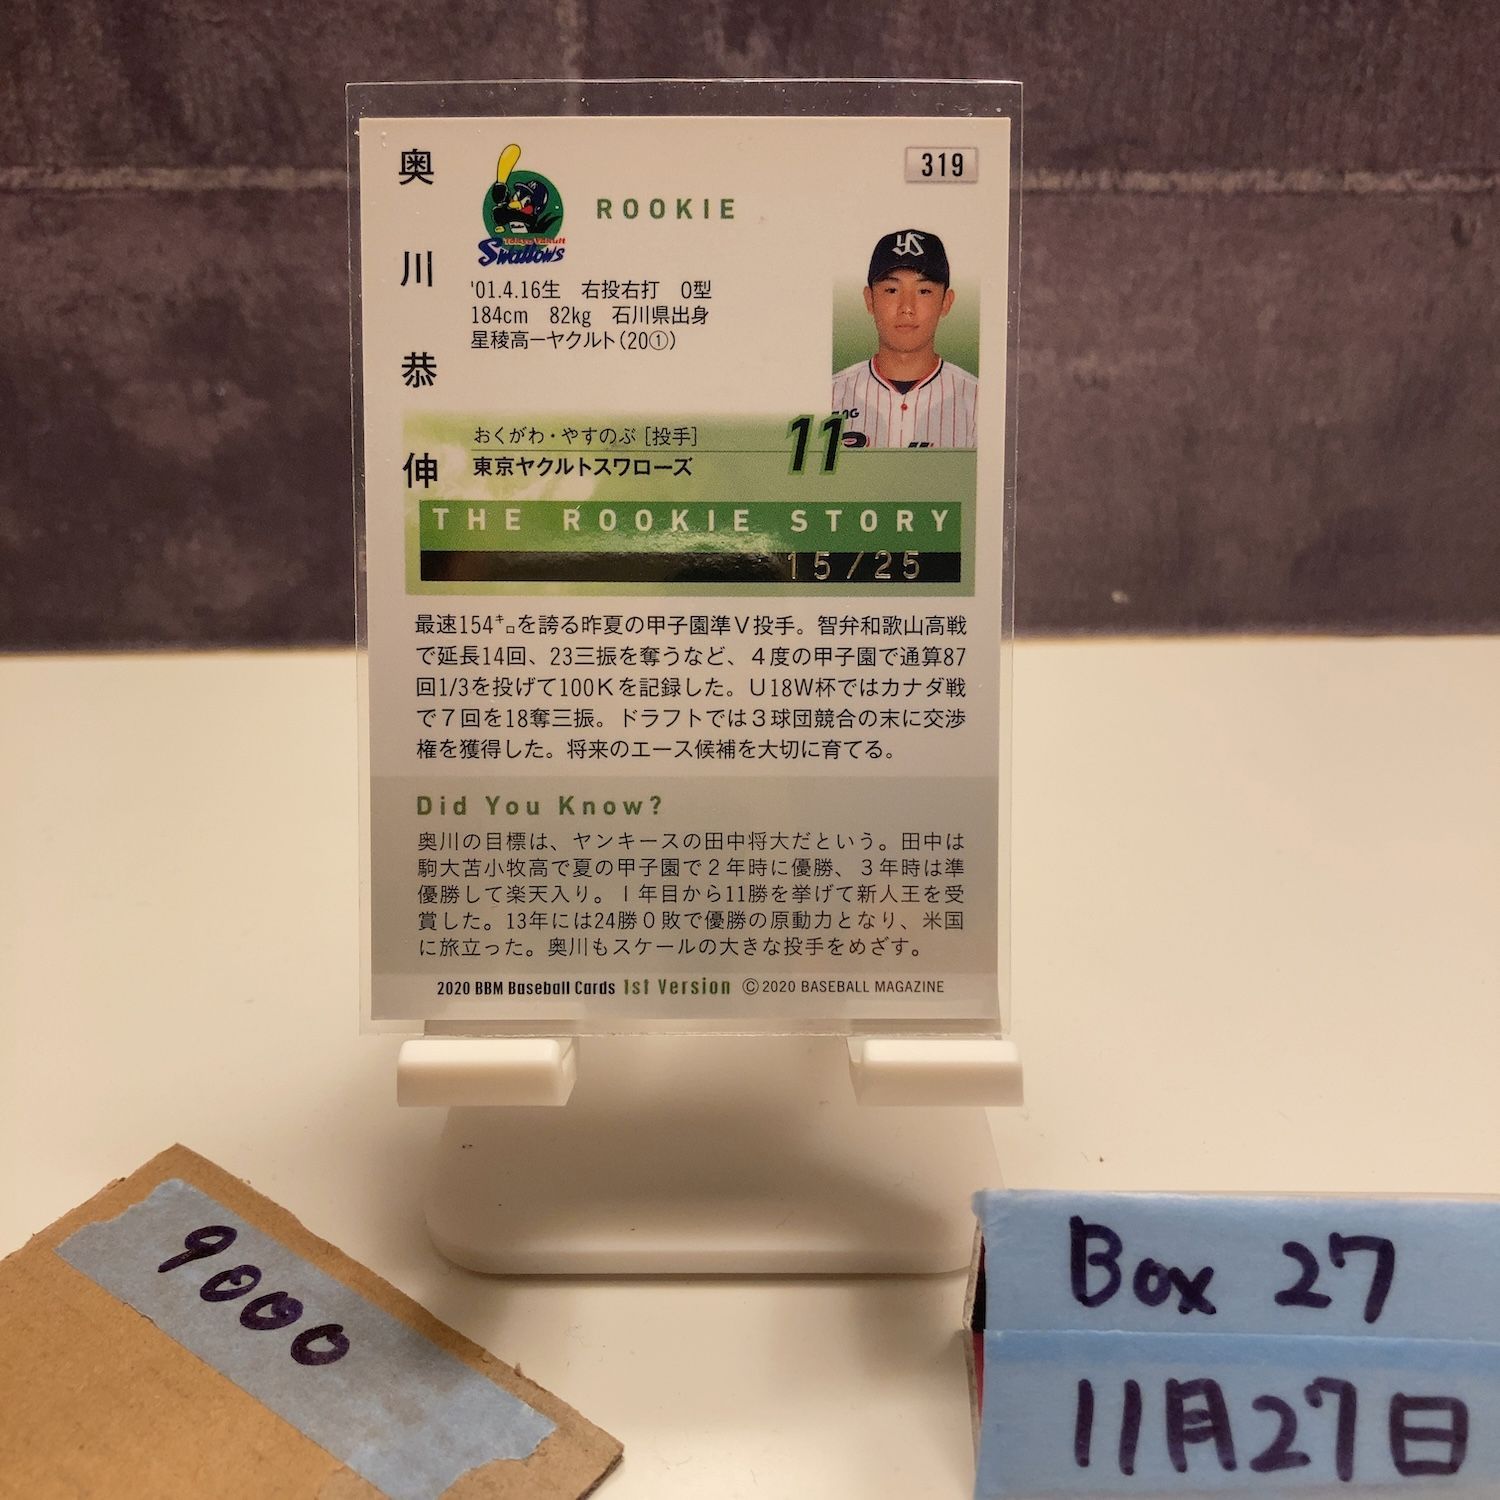 奥川恭伸
Tokyo Yakult
Swallows
ROOKIE
319
'01.4.16生 右投右打 O型
184cm 82kg 石川県出身
星稜高ーヤクルト(20①)
YS
おくがわ・やすのぶ [投手]
東京ヤクルトスワローズ
11
THE ROOKIE STORY
15/25
最速154㌔を誇る昨夏の甲子園準V投手。智弁和歌山高戦
で延長14回、23三振を奪うなど、4度の甲子園で通算87
回1/3を投げて100Kを記録した。U18W杯ではカナダ戦
で7回を18奪三振。ドラフトでは3球団競合の末に交渉
権を獲得した。将来のエース候補を大切に育てる。
Did You Know?
奥川の目標は、ヤンキースの田中将大だという。田中は
駒大苫小牧高で夏の甲子園で2年時に優勝、3年時は準
優勝して楽天入り。1年目から11勝を挙げて新人王を受
賞した。13年には24勝0敗で優勝の原動力となり、米国
に旅立った。奥川もスケールの大きな投手をめざす。
2020 BBM Baseball Cards 1st Version ©2020 BASEBALL MAGAZINE
9000
Box 27
11月27日